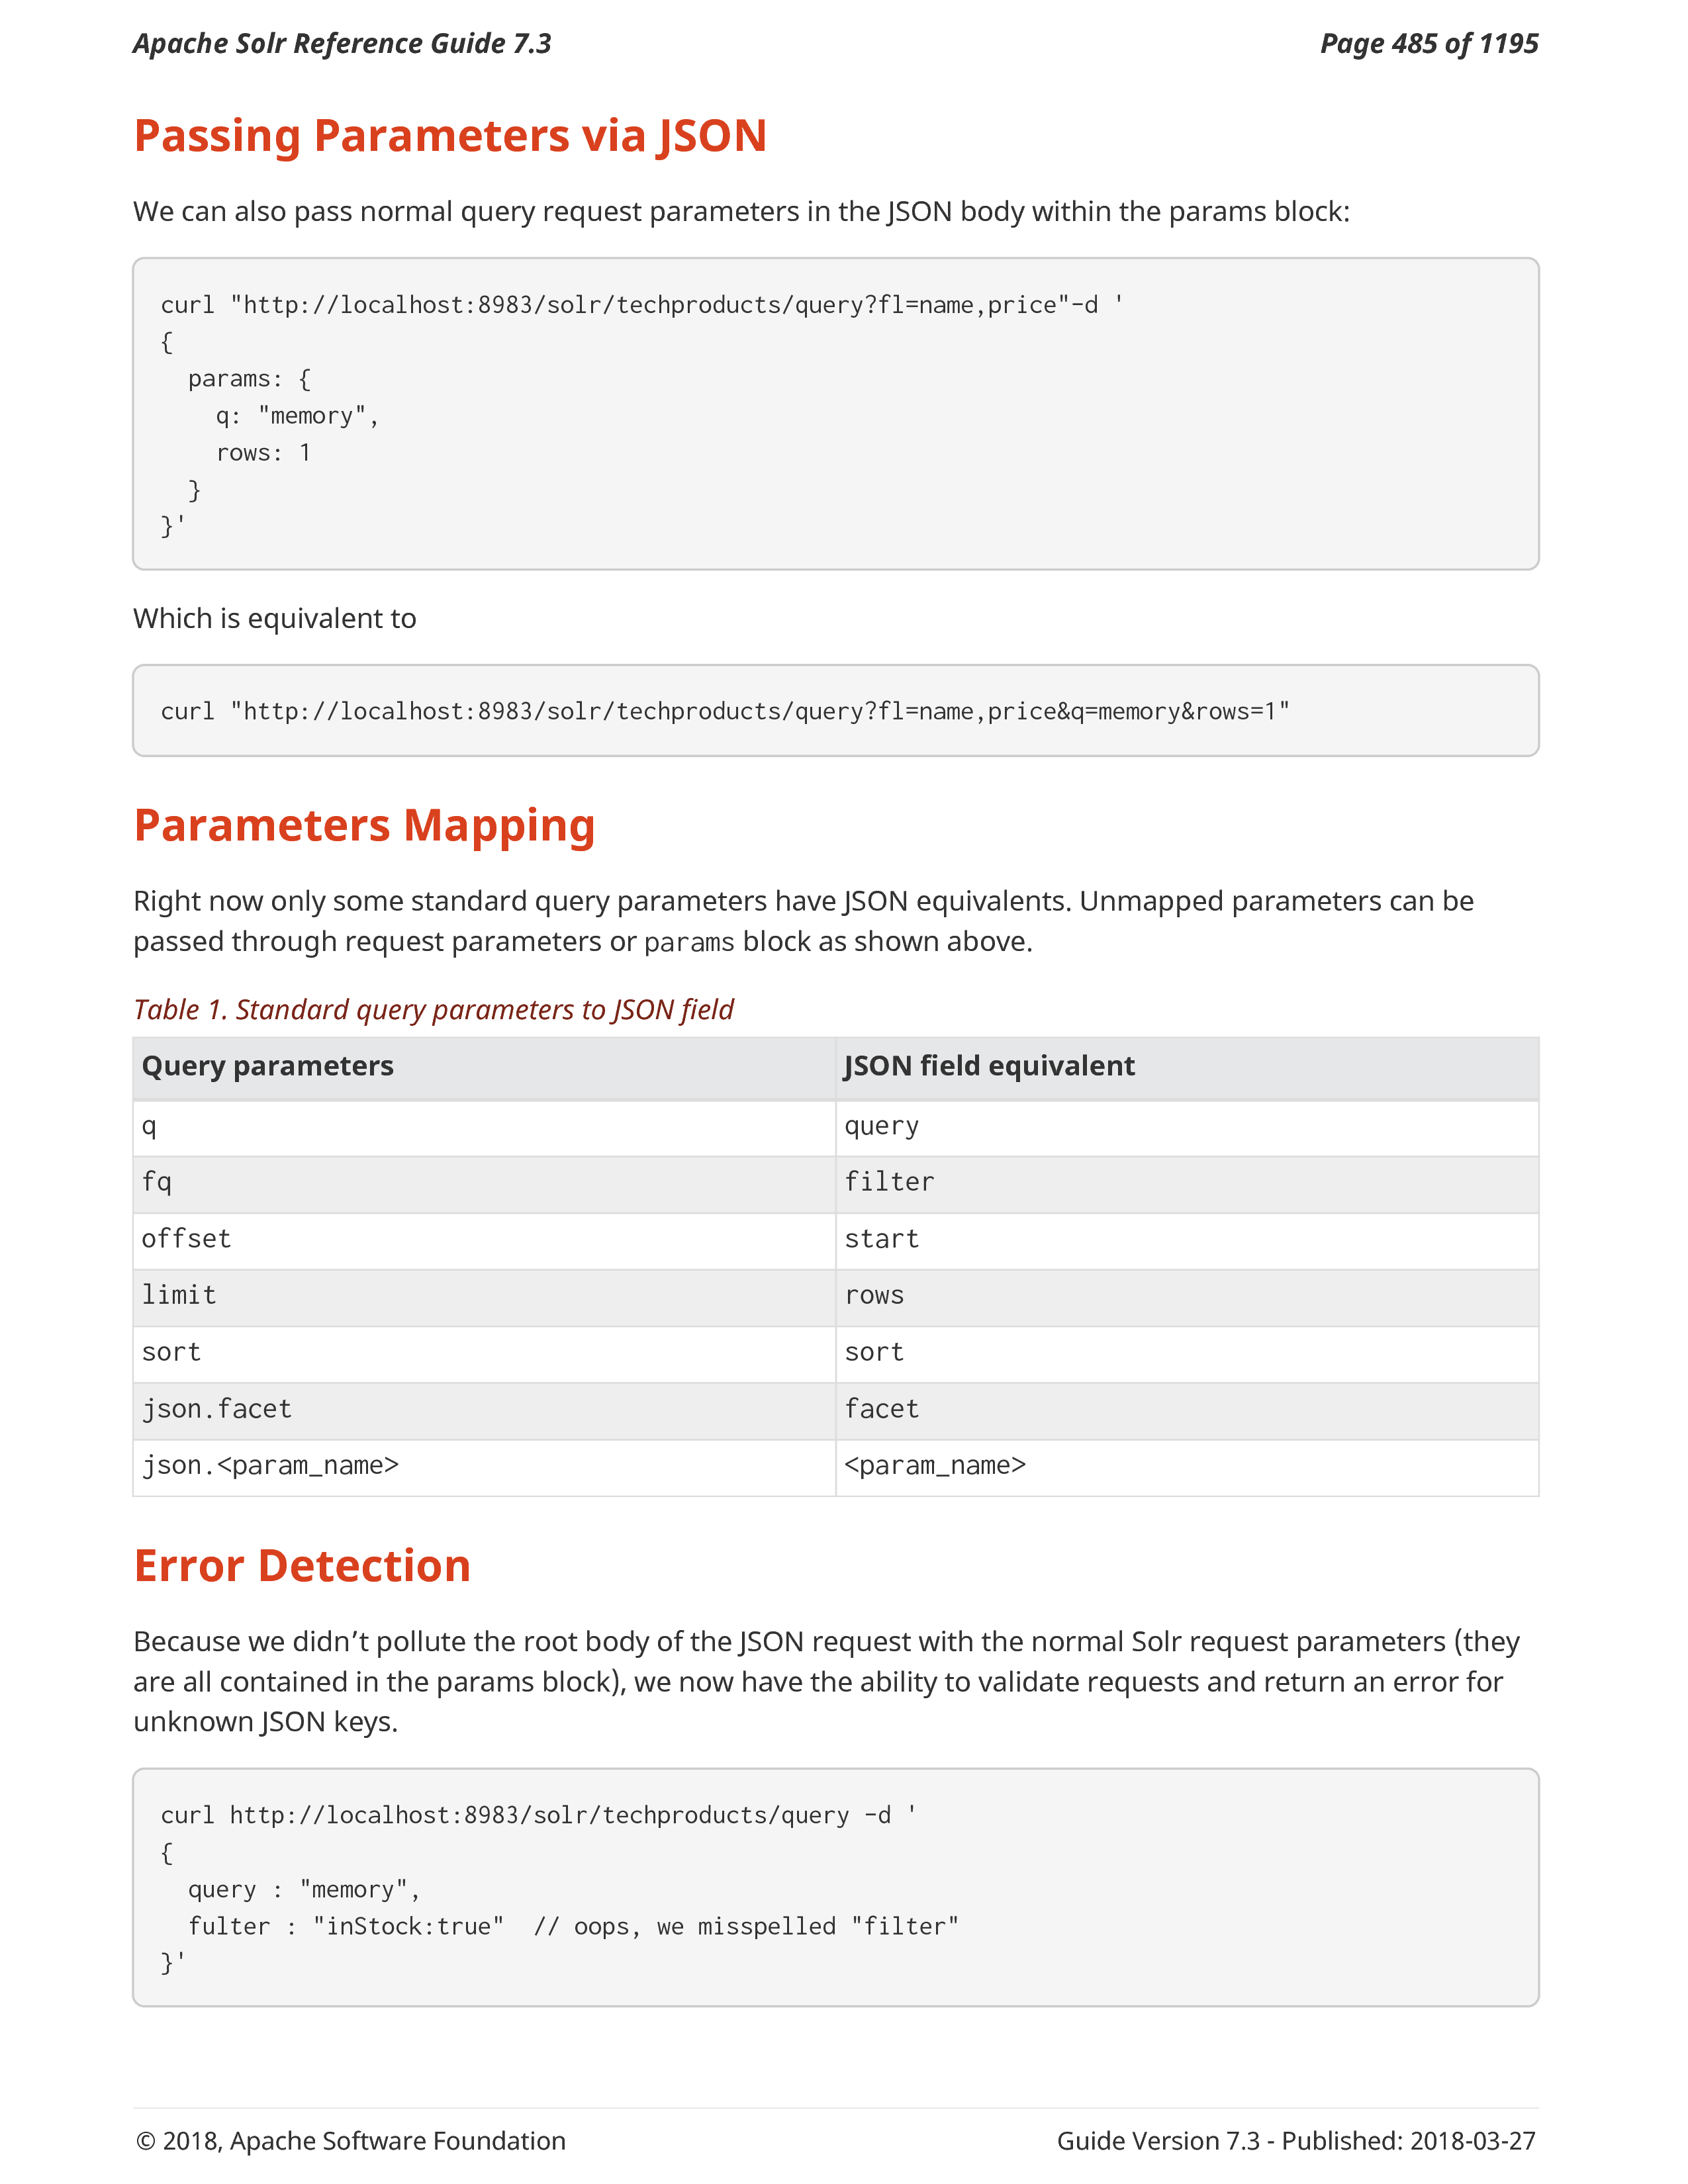 Apache Solr Reference Guide 7.3 Page 485 of 1195
Passing Parameters via JSON
We can also pass normal query request parameters in the JSON body within the params block:
curl "http://localhost:8983/solr/techproducts/query?fl=name,price"-d '
{
  params: {
    q: "memory",
    rows: 1
  }
}'
Which is equivalent to
curl "http://localhost:8983/solr/techproducts/query?fl=name,price&q=memory&rows=1"
Parameters Mapping
Right now only some standard query parameters have JSON equivalents. Unmapped parameters can be
passed through request parameters or params block as shown above.
Table 1. Standard query parameters to JSON field
Query parameters JSON field equivalent
q query
fq filter
offset start
limit rows
sort sort
json.facet facet
json.<param_name> <param_name>
Error Detection
Because we didn’t pollute the root body of the JSON request with the normal Solr request parameters (they
are all contained in the params block), we now have the ability to validate requests and return an error for
unknown JSON keys.
curl http://localhost:8983/solr/techproducts/query -d '
{
  query : "memory",
  fulter : "inStock:true"  // oops, we misspelled "filter"
}'
© 2018, Apache Software Foundation Guide Version 7.3 - Published: 2018-03-27